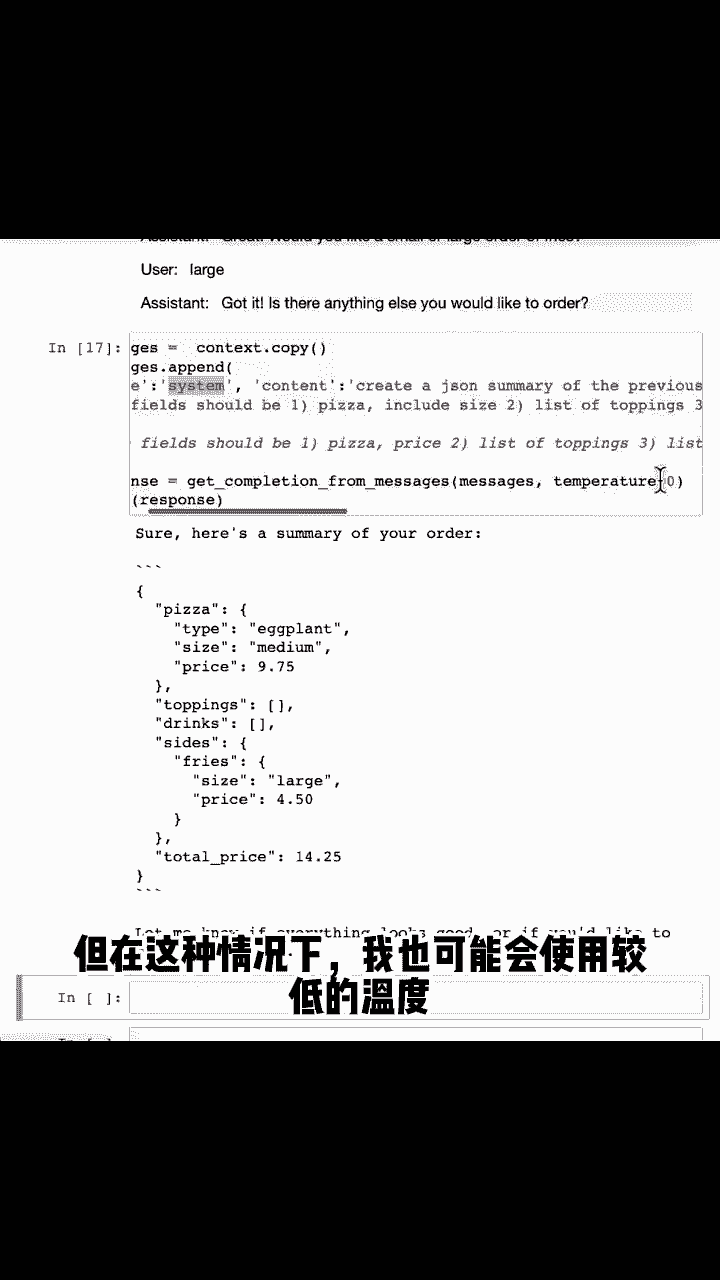 User: large
Assistant: Got it! Is there anything else you would like to order?
In [17]: ges =  context.copy()
ges.append(
e':'system', 'content':'create a json summary of the previous
fields should be 1) pizza, include size 2) list of toppings 3
fields should be 1) pizza, price 2) list of toppings 3) list
nse = get_completion_from_messages(messages, temperature 0)
(response)
Sure, here's a summary of your order:
```
{
  "pizza": {
    "type": "eggplant",
    "size": "medium",
    "price": 9.75
  },
  "toppings": [],
  "drinks": [],
  "sides": {
    "fries": {
      "size": "large",
      "price": 4.50
    }
  },
  "total_price": 14.25
}
```
Let me know if everything looks good, or if you'd like to
但在这种情况下，我也可能会使用较
低的温度
In [ ]: